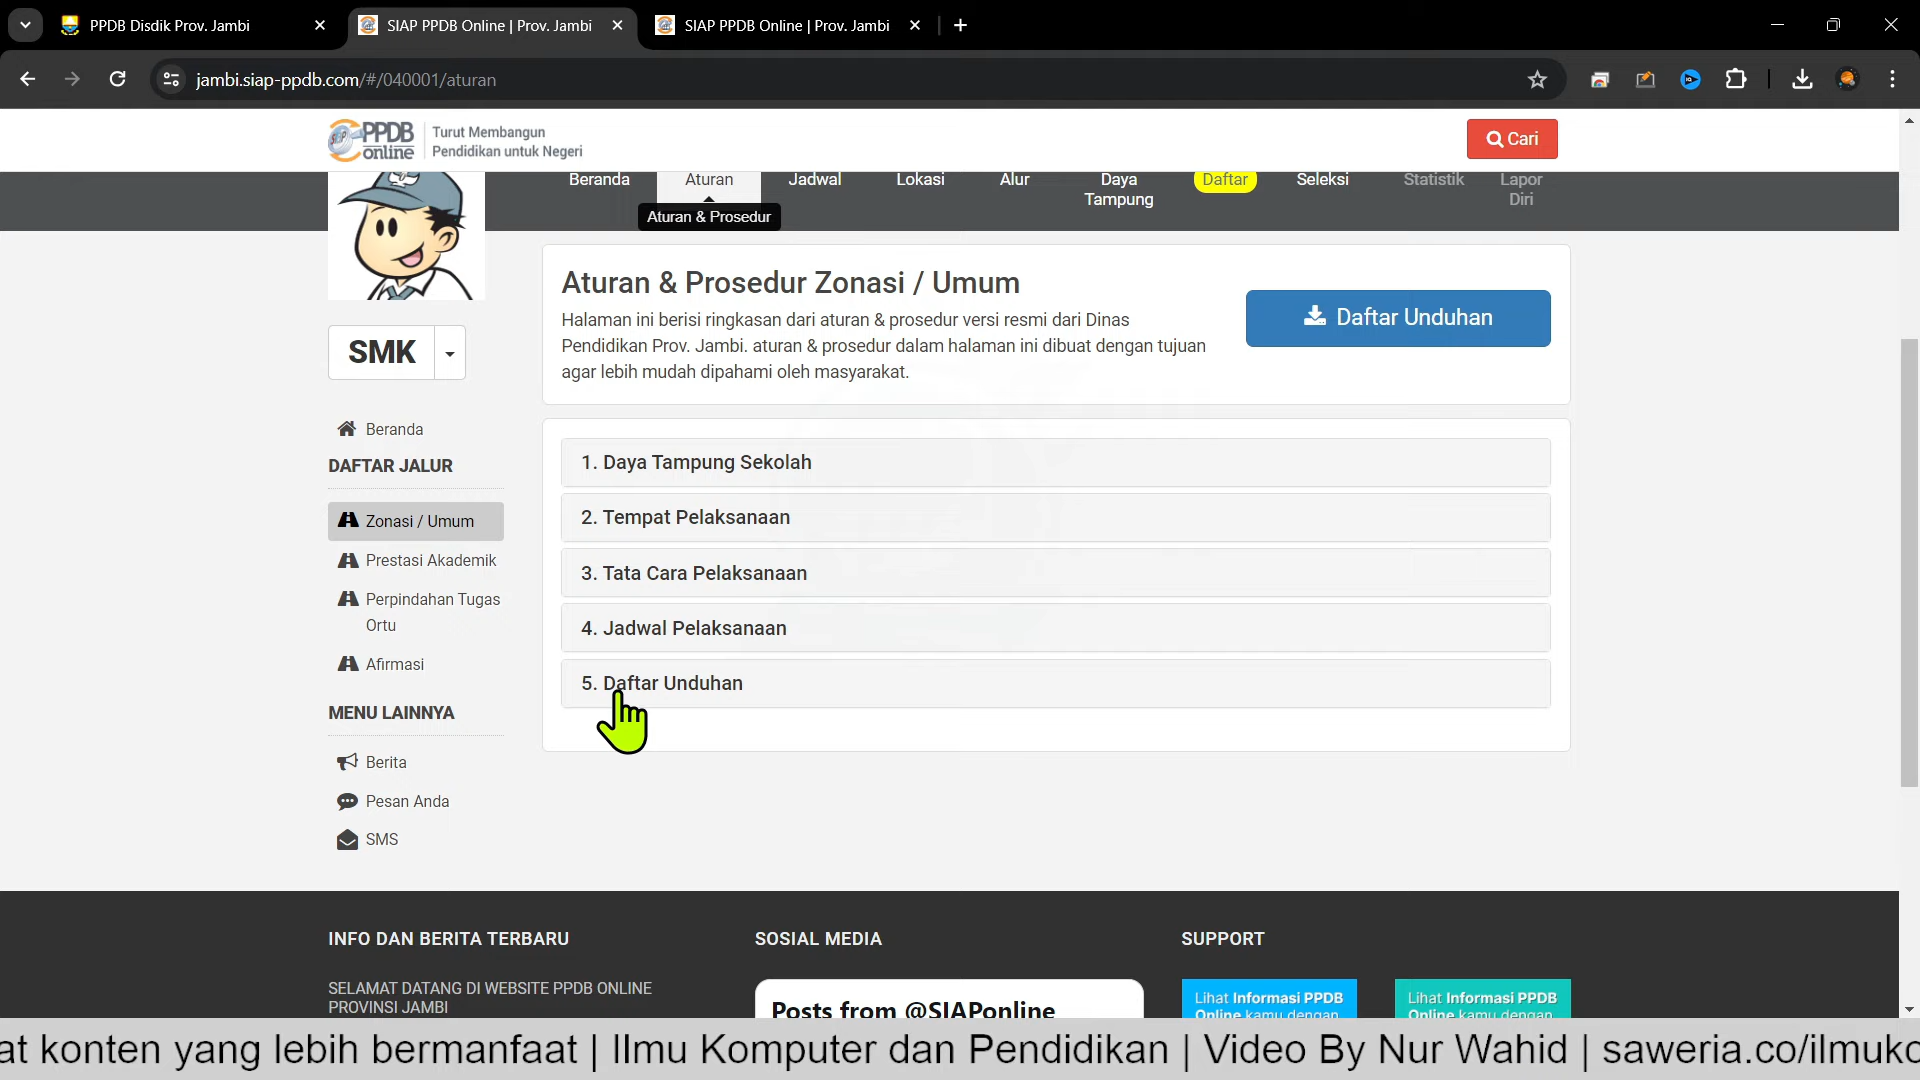 PPDB Disdik Prov. Jambi
SIAP PPDB Online | Prov. Jambi
SIAP PPDB Online | Prov. Jambi
jambi.siap-ppdb.com/#/040001/aturan
PPDB online
Turut Membangun
Pendidikan untuk Negeri
Cari
Beranda
Aturan
Jadwal
Lokasi
Alur
Daya
Tampung
Daftar
Seleksi
Statistik
Lapor
Diri
Aturan & Prosedur
SMK
Beranda
DAFTAR JALUR
Zonasi / Umum
Prestasi Akademik
Perpindahan Tugas
Ortu
Afirmasi
MENU LAINNYA
Berita
Pesan Anda
SMS
Aturan & Prosedur Zonasi / Umum
Halaman ini berisi ringkasan dari aturan & prosedur versi resmi dari Dinas
Pendidikan Prov. Jambi. aturan & prosedur dalam halaman ini dibuat dengan tujuan
agar lebih mudah dipahami oleh masyarakat.
Daftar Unduhan
1. Daya Tampung Sekolah
2. Tempat Pelaksanaan
3. Tata Cara Pelaksanaan
4. Jadwal Pelaksanaan
5. Daftar Unduhan
INFO DAN BERITA TERBARU
SELAMAT DATANG DI WEBSITE PPDB ONLINE
PROVINSI JAMBI
SOSIAL MEDIA
Posts from @SIAPonline
SUPPORT
Lihat Informasi PPDB
Online kamu dengan
Lihat Informasi PPDB
Online kamu dengan
at konten yang lebih bermanfaat | Ilmu Komputer dan Pendidikan | Video By Nur Wahid | saweria.co/ilmuko